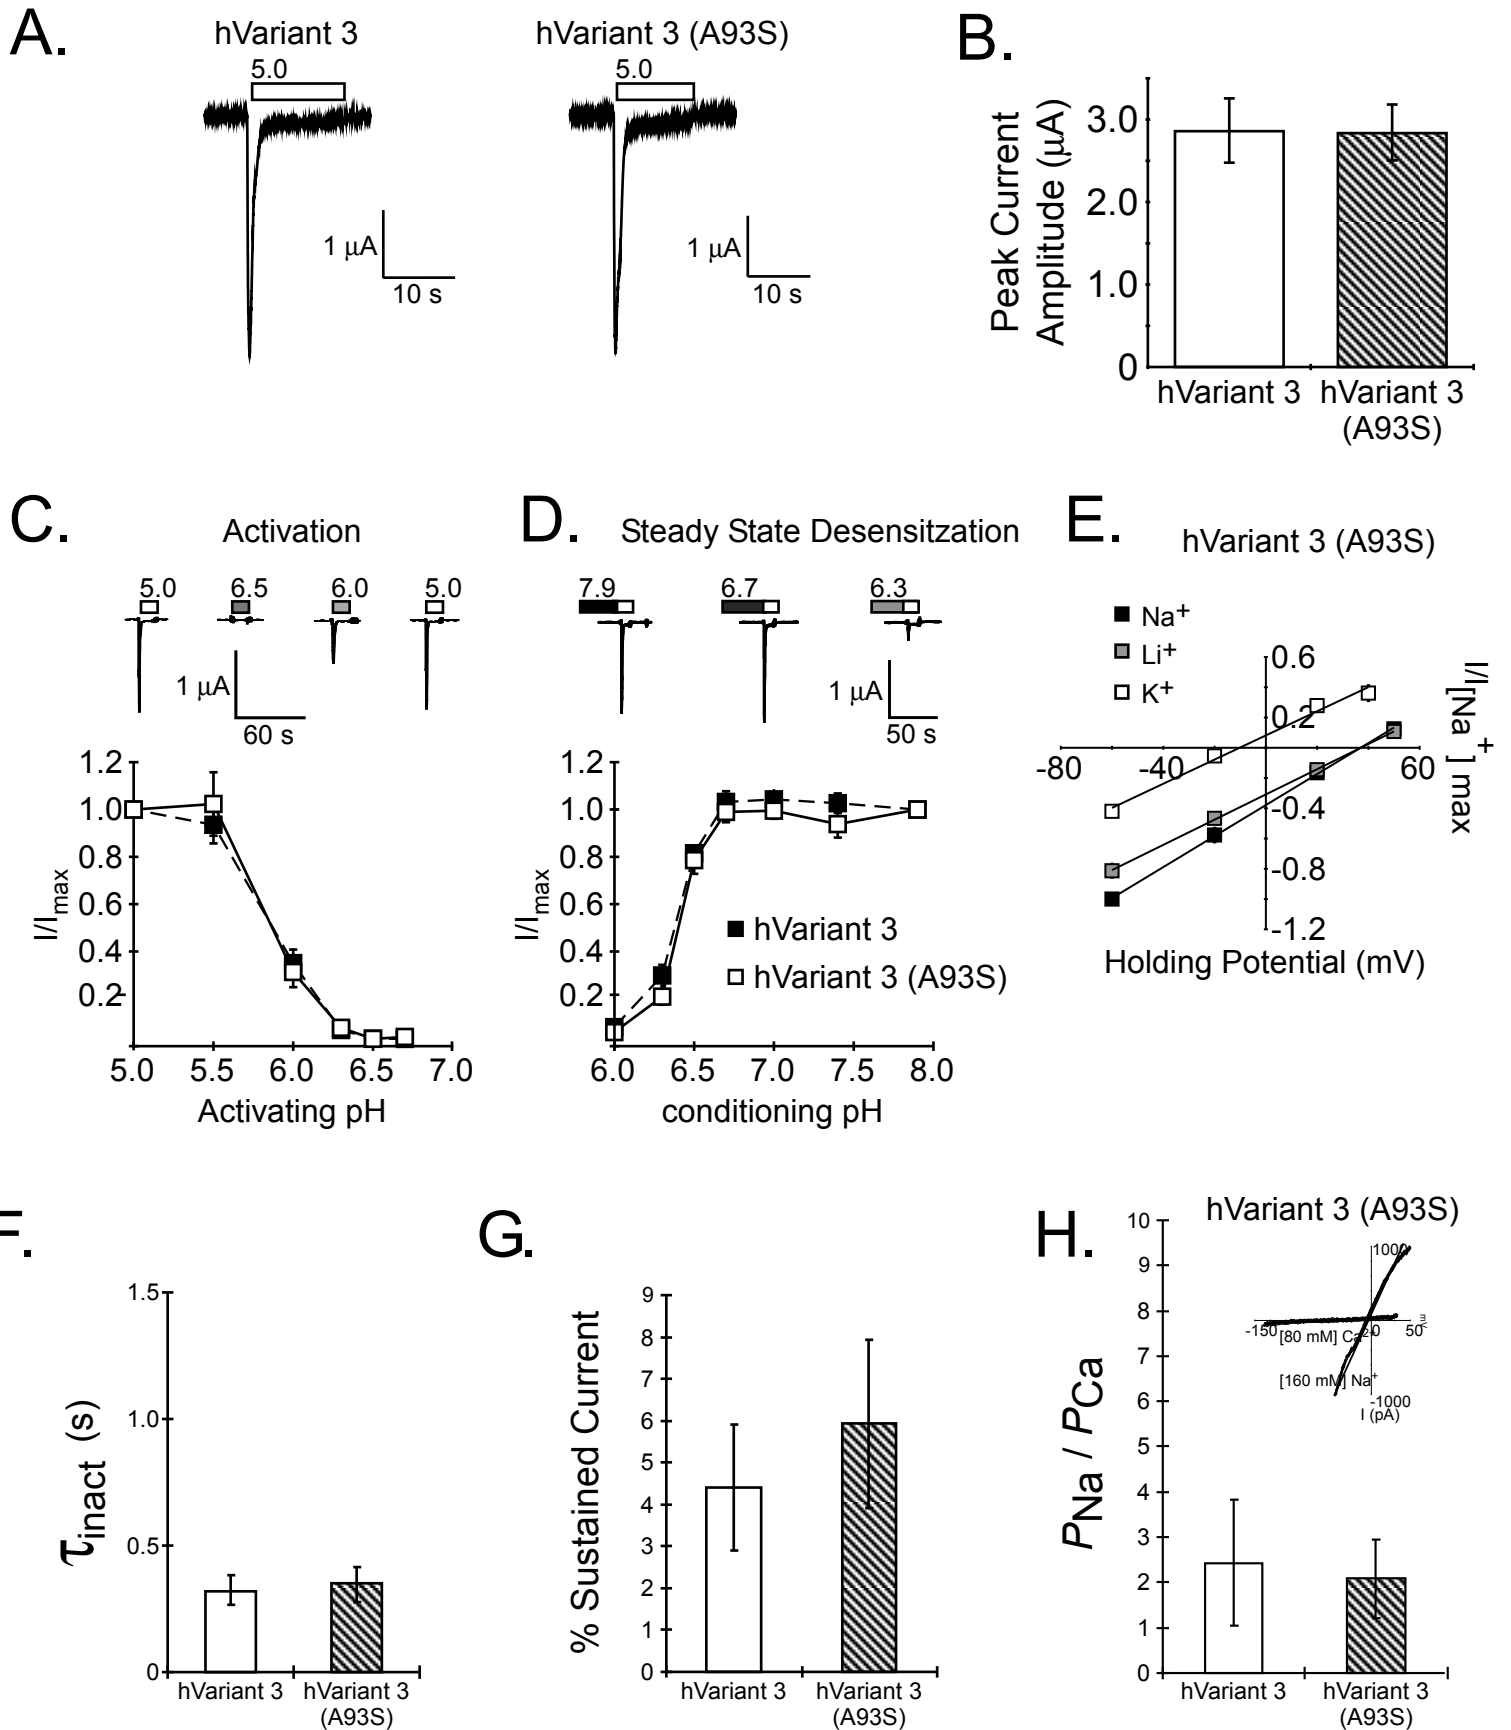 A.
hVariant 3
5.0
1 μA
10 s
hVariant 3 (A93S)
5.0
1 μA
10 s
B.
Peak Current
Amplitude (μA)
3.0
2.0
1.0
0
hVariant 3
hVariant 3
(A93S)
C.
Activation
5.0
6.5
6.0
5.0
1 μA
60 s
1.2
1.0
0.8
0.6
0.4
0.2
I/Imax
5.0
5.5
6.0
6.5
7.0
Activating pH
D.
Steady State Desensitzation
7.9
6.7
6.3
1 μA
50 s
1.2
1.0
0.8
0.6
0.4
0.2
I/Imax
hVariant 3
hVariant 3 (A93S)
6.0
6.5
7.0
7.5
8.0
conditioning pH
E.
hVariant 3 (A93S)
Na+
Li+
K+
0.6
0.2
-0.4
-0.8
-1.2
-80
-40
60
I/I[Na+] max
Holding Potential (mV)
F.
τinact (s)
1.5
1.0
0.5
0
hVariant 3
hVariant 3
(A93S)
G.
% Sustained Current
9
8
7
6
5
4
3
2
1
0
hVariant 3
hVariant 3
(A93S)
H.
hVariant 3 (A93S)
PNa / PCa
10
9
8
7
6
5
4
3
2
1
0
1000
-150
0
50
mV
[80 mM] Ca2+
[160 mM] Na+
-1000
I (pA)
hVariant 3
hVariant 3
(A93S)